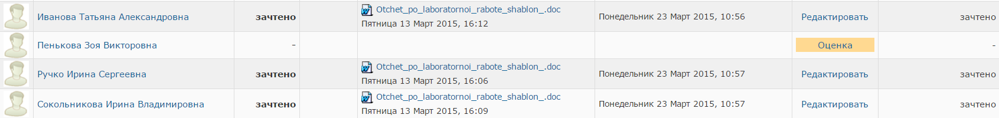 Иванова Татьяна Александровна зачтено Otchet_po_laboratornoi_rabote_shablon_.doc Понедельник 23 Март 2015, 10:56 Редактировать зачтено
Пятница 13 Март 2015, 16:12
Пенькова Зоя Викторовна - Оценка -
Ручко Ирина Сергеевна зачтено Otchet_po_laboratornoi_rabote_shablon_.doc Понедельник 23 Март 2015, 10:57 Редактировать зачтено
Пятница 13 Март 2015, 16:06
Сокольникова Ирина Владимировна зачтено Otchet_po_laboratornoi_rabote_shablon_.doc Понедельник 23 Март 2015, 10:57 Редактировать зачтено
Пятница 13 Март 2015, 16:09